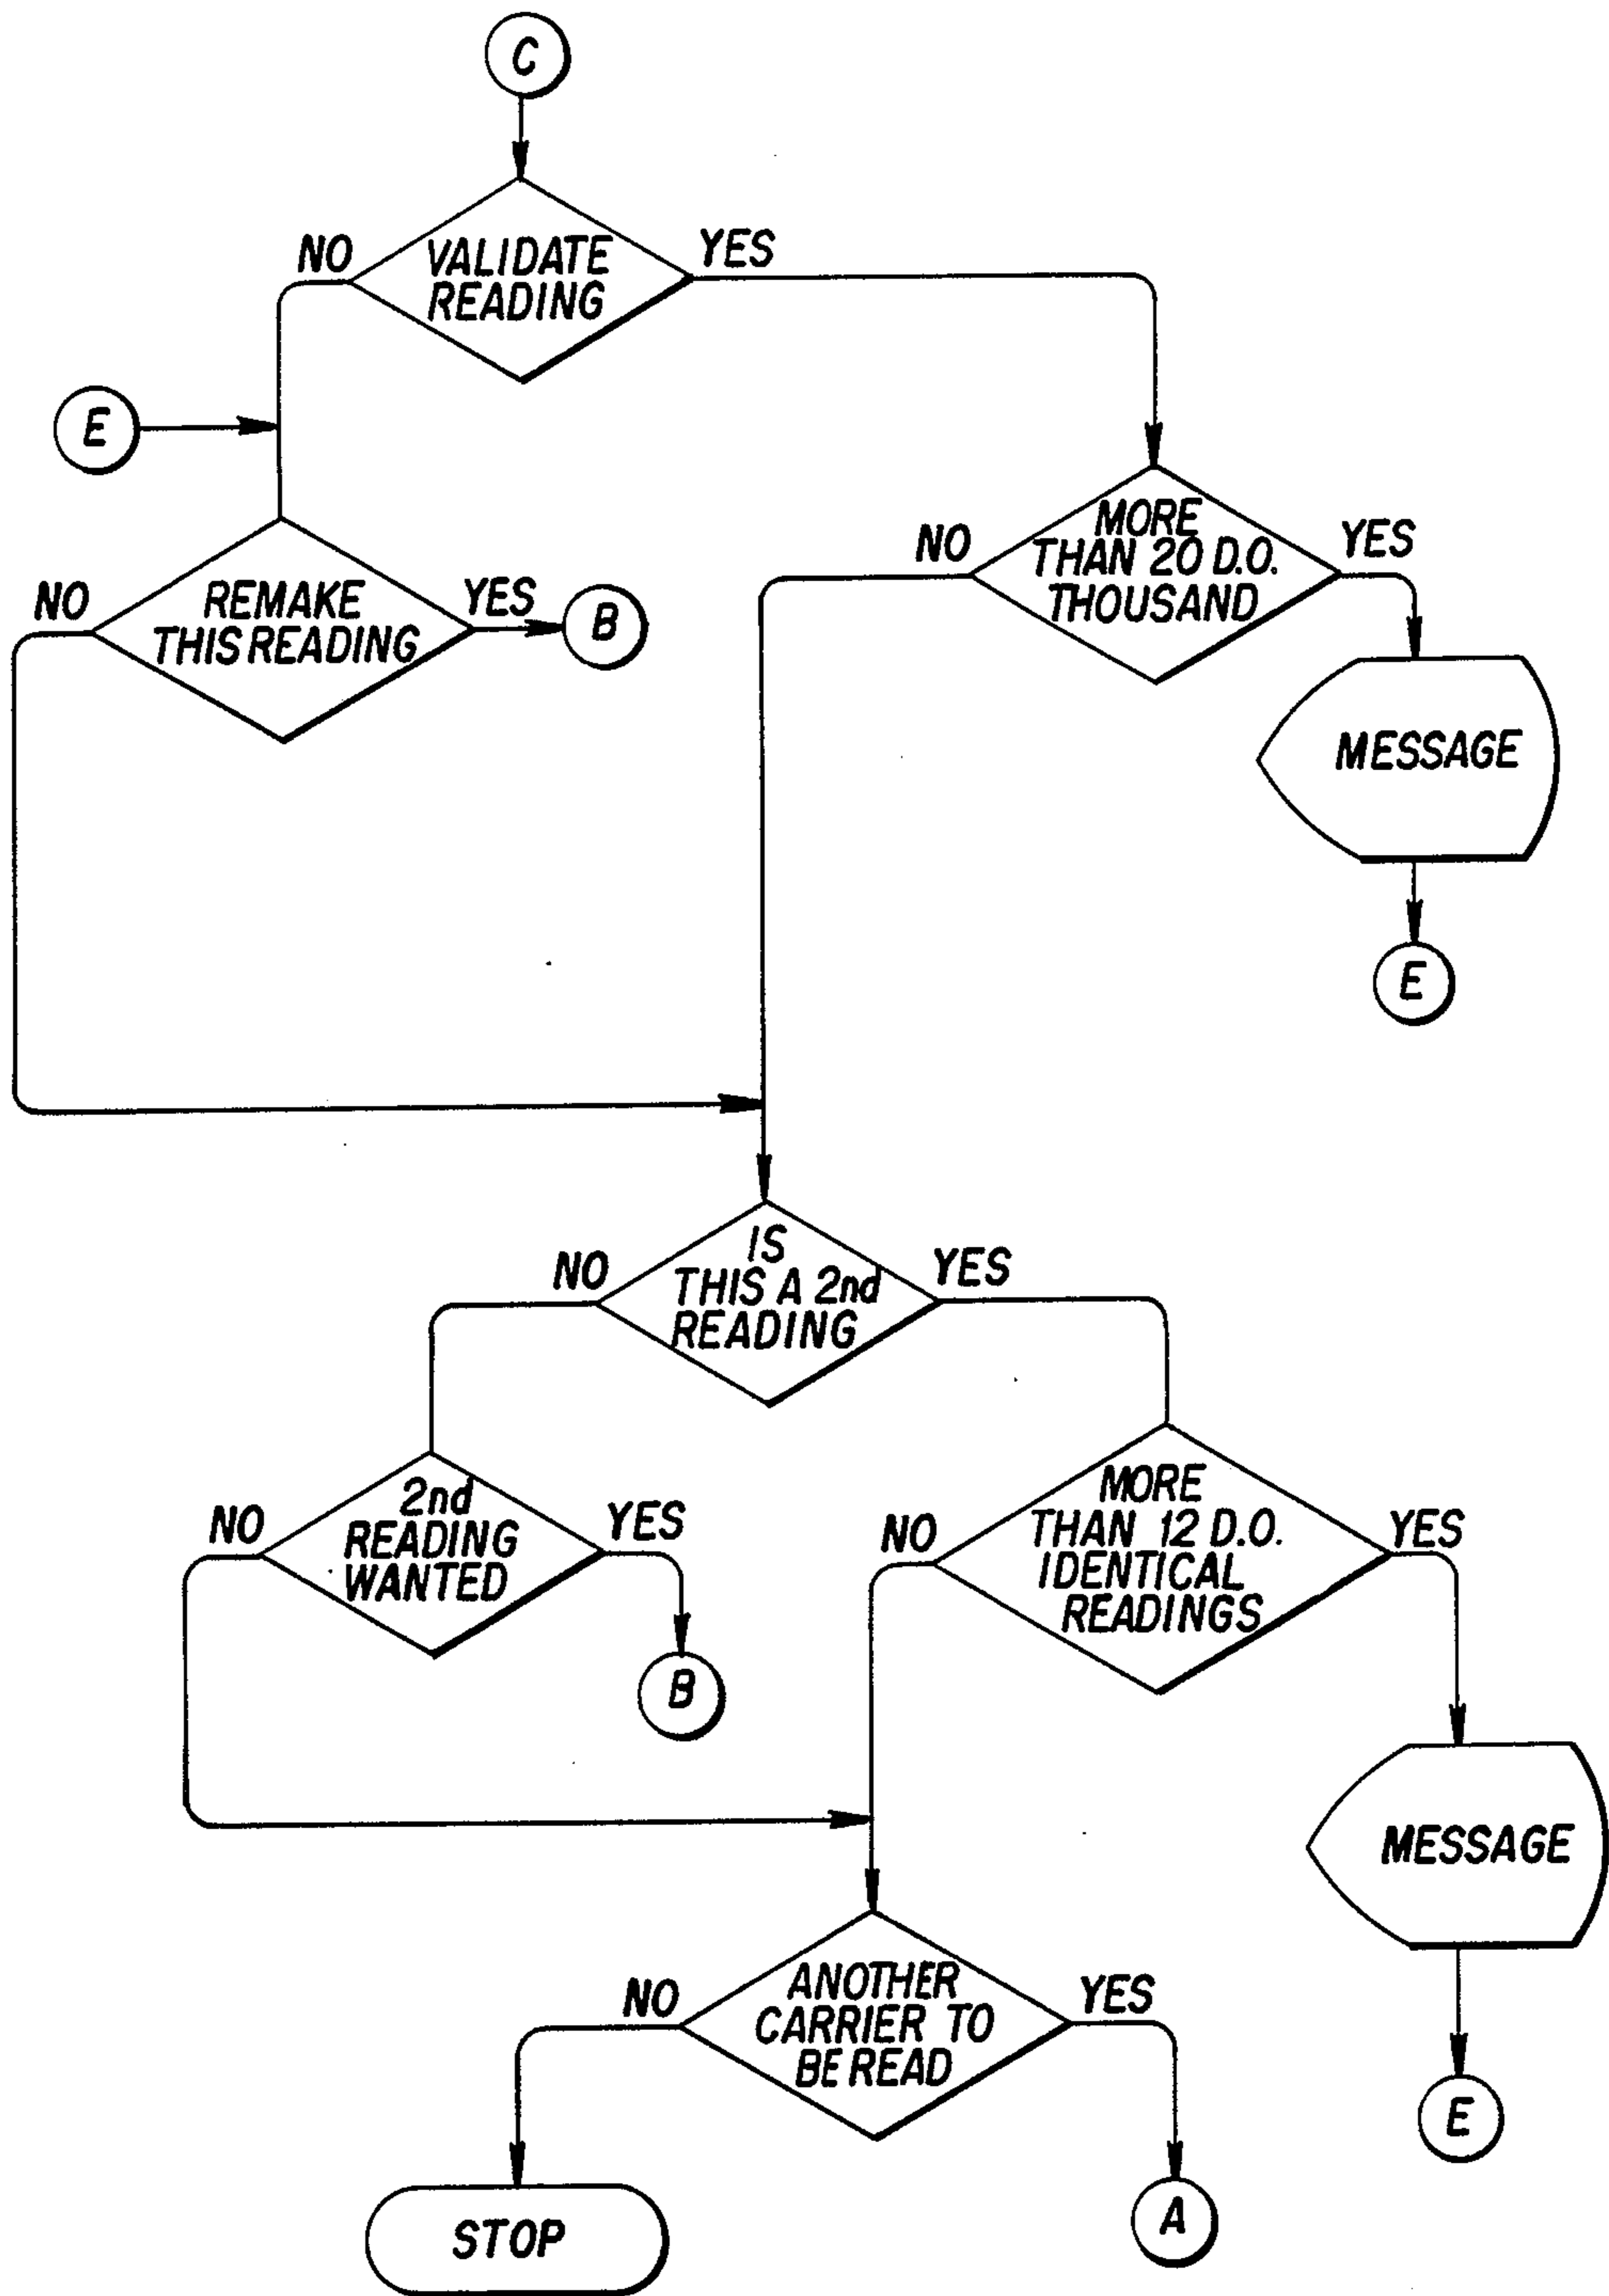 C
NO
VALIDATE
READING
YES
E
NO
REMAKE
THIS READING
YES
B
NO
MORE
THAN 20 D.O.
THOUSAND
YES
MESSAGE
E
NO
IS
THIS A 2nd
READING
YES
NO
2nd
READING
WANTED
YES
B
NO
MORE
THAN 12 D.O.
IDENTICAL
READINGS
YES
MESSAGE
E
NO
ANOTHER
CARRIER TO
BE READ
YES
STOP
A